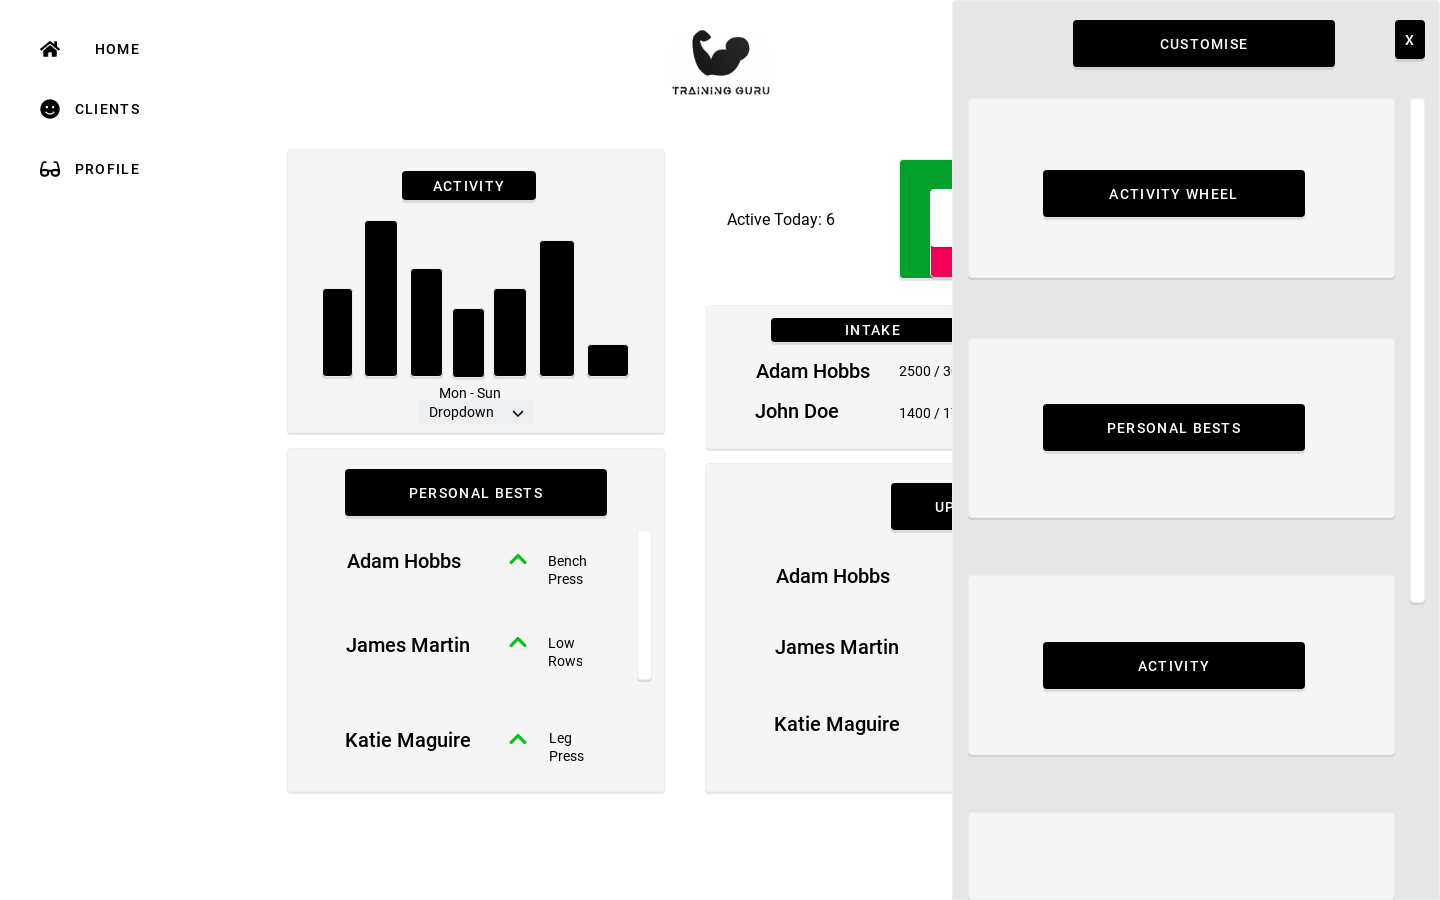 HOME
CLIENTS
PROFILE
TRAINING GURU
ACTIVITY
Mon - Sun
Dropdown
PERSONAL BESTS
Adam Hobbs
Bench
Press
James Martin
Low
Rows
Katie Maguire
Leg
Press
Active Today: 6
INTAKE
Adam Hobbs
2500 / 3
John Doe
1400 / 1
UP
Adam Hobbs
James Martin
Katie Maguire
CUSTOMISE
X
ACTIVITY WHEEL
PERSONAL BESTS
ACTIVITY